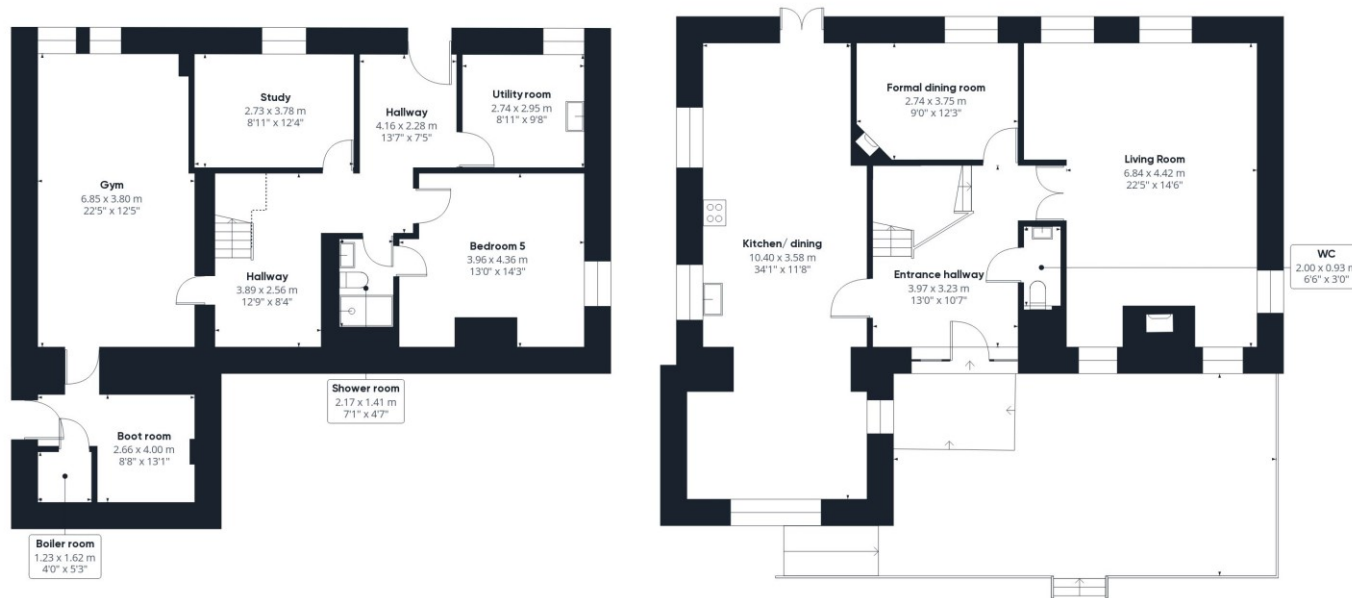 Study
2.73 x 3.78 m
8'11" x 12'4"
Hallway
4.16 x 2.28 m
13'7" x 7'5"
Utility room
2.74 x 2.95 m
8'11" x 9'8"
Gym
6.85 x 3.80 m
22'5" x 12'5"
Bedroom 5
3.96 x 4.36 m
13'0" x 14'3"
Hallway
3.89 x 2.56 m
12'9" x 8'4"
Shower room
2.17 x 1.41 m
7'1" x 4'7"
Boot room
2.66 x 4.00 m
8'8" x 13'1"
Boiler room
1.23 x 1.62 m
4'0" x 5'3"
Formal dining room
2.74 x 3.75 m
9'0" x 12'3"
Living Room
6.84 x 4.42 m
22'5" x 14'6"
Kitchen/ dining
10.40 x 3.58 m
34'1" x 11'8"
Entrance hallway
3.97 x 3.23 m
13'0" x 10'7"
WC
2.00 x 0.93 m
6'6" x 3'0"